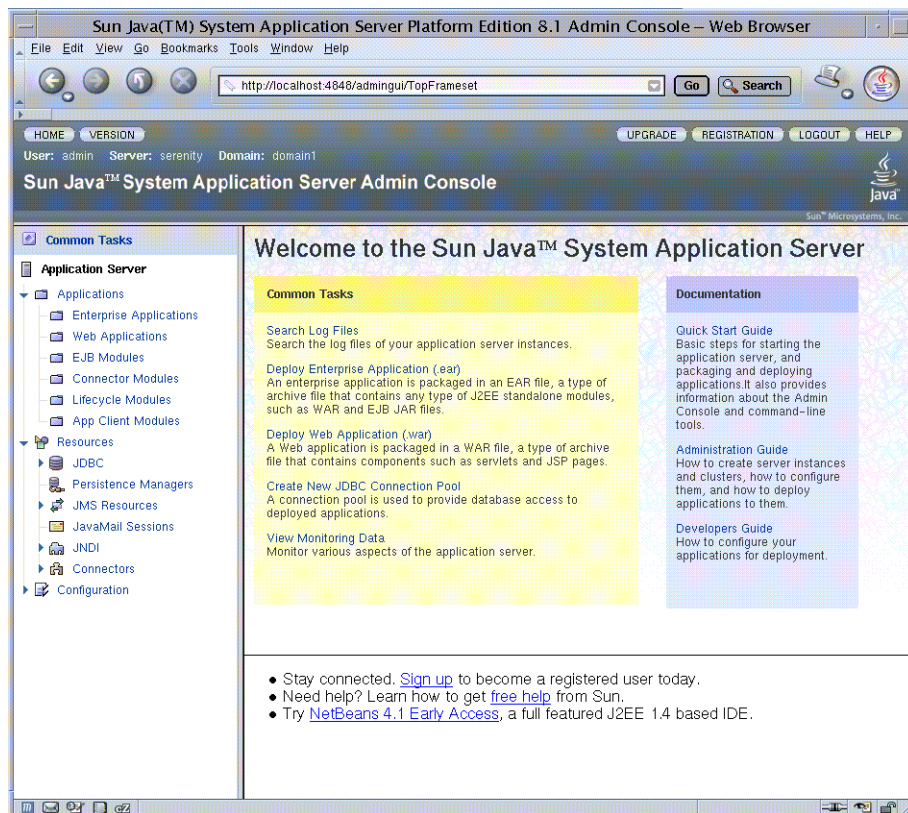 Sun Java(TM) System Application Server Platform Edition 8.1 Admin Console – Web Browser
File Edit View Go Bookmarks Tools Window Help
http://localhost:4848/admingui/TopFrameset
Go
Search
HOME
VERSION
UPGRADE
REGISTRATION
LOGOUT
HELP
User: admin Server: serenity Domain: domain1
Sun Java™ System Application Server Admin Console
Java™
Sun™ Microsystems, Inc.
Common Tasks
Application Server
Applications
Enterprise Applications
Web Applications
EJB Modules
Connector Modules
Lifecycle Modules
App Client Modules
Resources
JDBC
Persistence Managers
JMS Resources
JavaMail Sessions
JNDI
Connectors
Configuration
Welcome to the Sun Java™ System Application Server
Common Tasks
Search Log Files
Search the log files of your application server instances.
Deploy Enterprise Application (.ear)
An enterprise application is packaged in an EAR file, a type of
archive file that contains any type of J2EE standalone modules,
such as WAR and EJB JAR files.
Deploy Web Application (.war)
A Web application is packaged in a WAR file, a type of archive
file that contains components such as servlets and JSP pages.
Create New JDBC Connection Pool
A connection pool is used to provide database access to
deployed applications.
View Monitoring Data
Monitor various aspects of the application server.
Documentation
Quick Start Guide
Basic steps for starting the
application server, and
packaging and deploying
applications.It also provides
information about the Admin
Console and command–line
tools.
Administration Guide
How to create server instances
and clusters, how to configure
them, and how to deploy
applications to them.
Developers Guide
How to configure your
applications for deployment.
Stay connected. Sign up to become a registered user today.
Need help? Learn how to get free help from Sun.
Try NetBeans 4.1 Early Access, a full featured J2EE 1.4 based IDE.